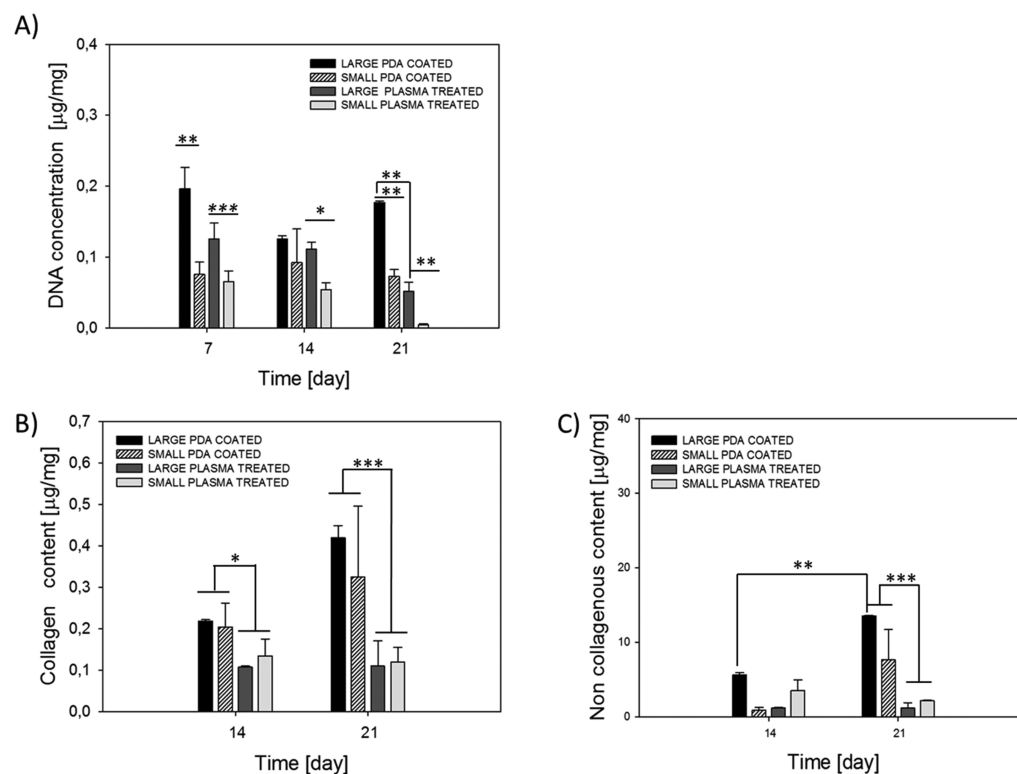 A)
DNA concentration [μg/mg]
0,4
0,3
0,2
0,1
0,0
LARGE PDA COATED
SMALL PDA COATED
LARGE PLASMA TREATED
SMALL PLASMA TREATED
**
***
*
**
**
**
7 14 21
Time [day]
B)
Collagen content [μg/mg]
0,7
0,6
0,5
0,4
0,3
0,2
0,1
0,0
LARGE PDA COATED
SMALL PDA COATED
LARGE PLASMA TREATED
SMALL PLASMA TREATED
*
***
14 21
Time [day]
C)
Non collagenous content [μg/mg]
40
30
20
10
0
LARGE PDA COATED
SMALL PDA COATED
LARGE PLASMA TREATED
SMALL PLASMA TREATED
**
***
14 21
Time [day]